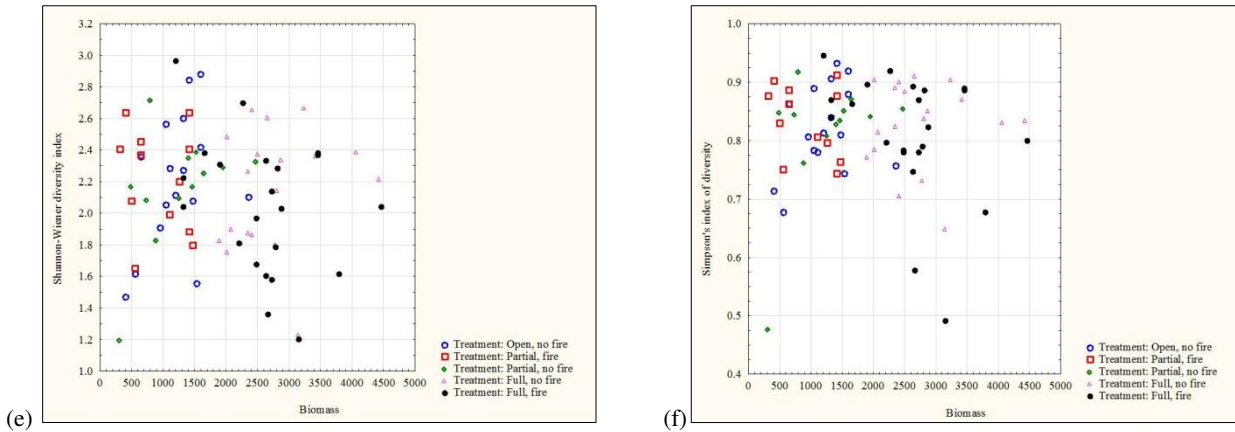 3.2
3.0
2.8
2.6
2.4
2.2
2.0
1.8
1.6
1.4
1.2
1.0
Shannon-Wiener diversity index
0 500 1000 1500 2000 2500 3000 3500 4000 4500 5000
Biomass
Treatment: Open, no fire
Treatment: Partial, fire
Treatment: Partial, no fire
Treatment: Full, no fire
Treatment: Full, fire
(e)
1.0
0.9
0.8
0.7
0.6
0.5
0.4
Simpson's index of diversity
0 500 1000 1500 2000 2500 3000 3500 4000 4500 5000
Biomass
Treatment: Open, no fire
Treatment: Partial, fire
Treatment: Partial, no fire
Treatment: Full, no fire
Treatment: Full, fire
(f)